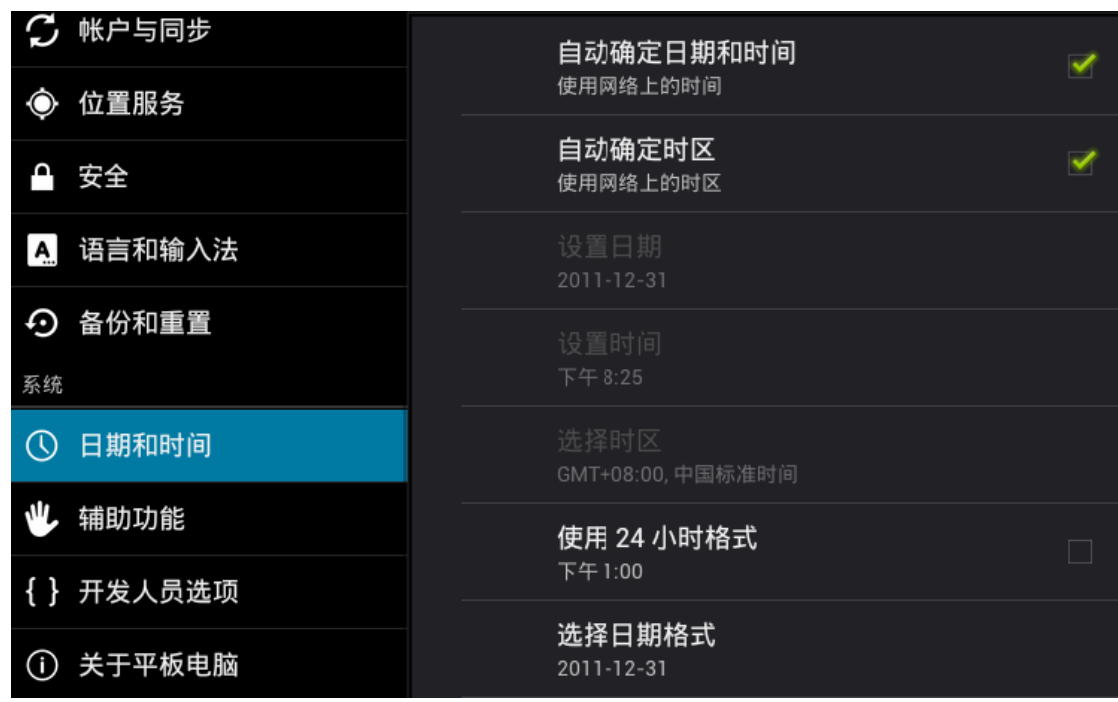 帐户与同步
位置服务
安全
语言和输入法
备份和重置
系统
日期和时间
辅助功能
{ } 开发人员选项
关于平板电脑
自动确定日期和时间
使用网络上的时间
自动确定时区
使用网络上的时区
设置日期
2011-12-31
设置时间
下午 8:25
选择时区
GMT+08:00, 中国标准时间
使用 24 小时格式
下午 1:00
选择日期格式
2011-12-31